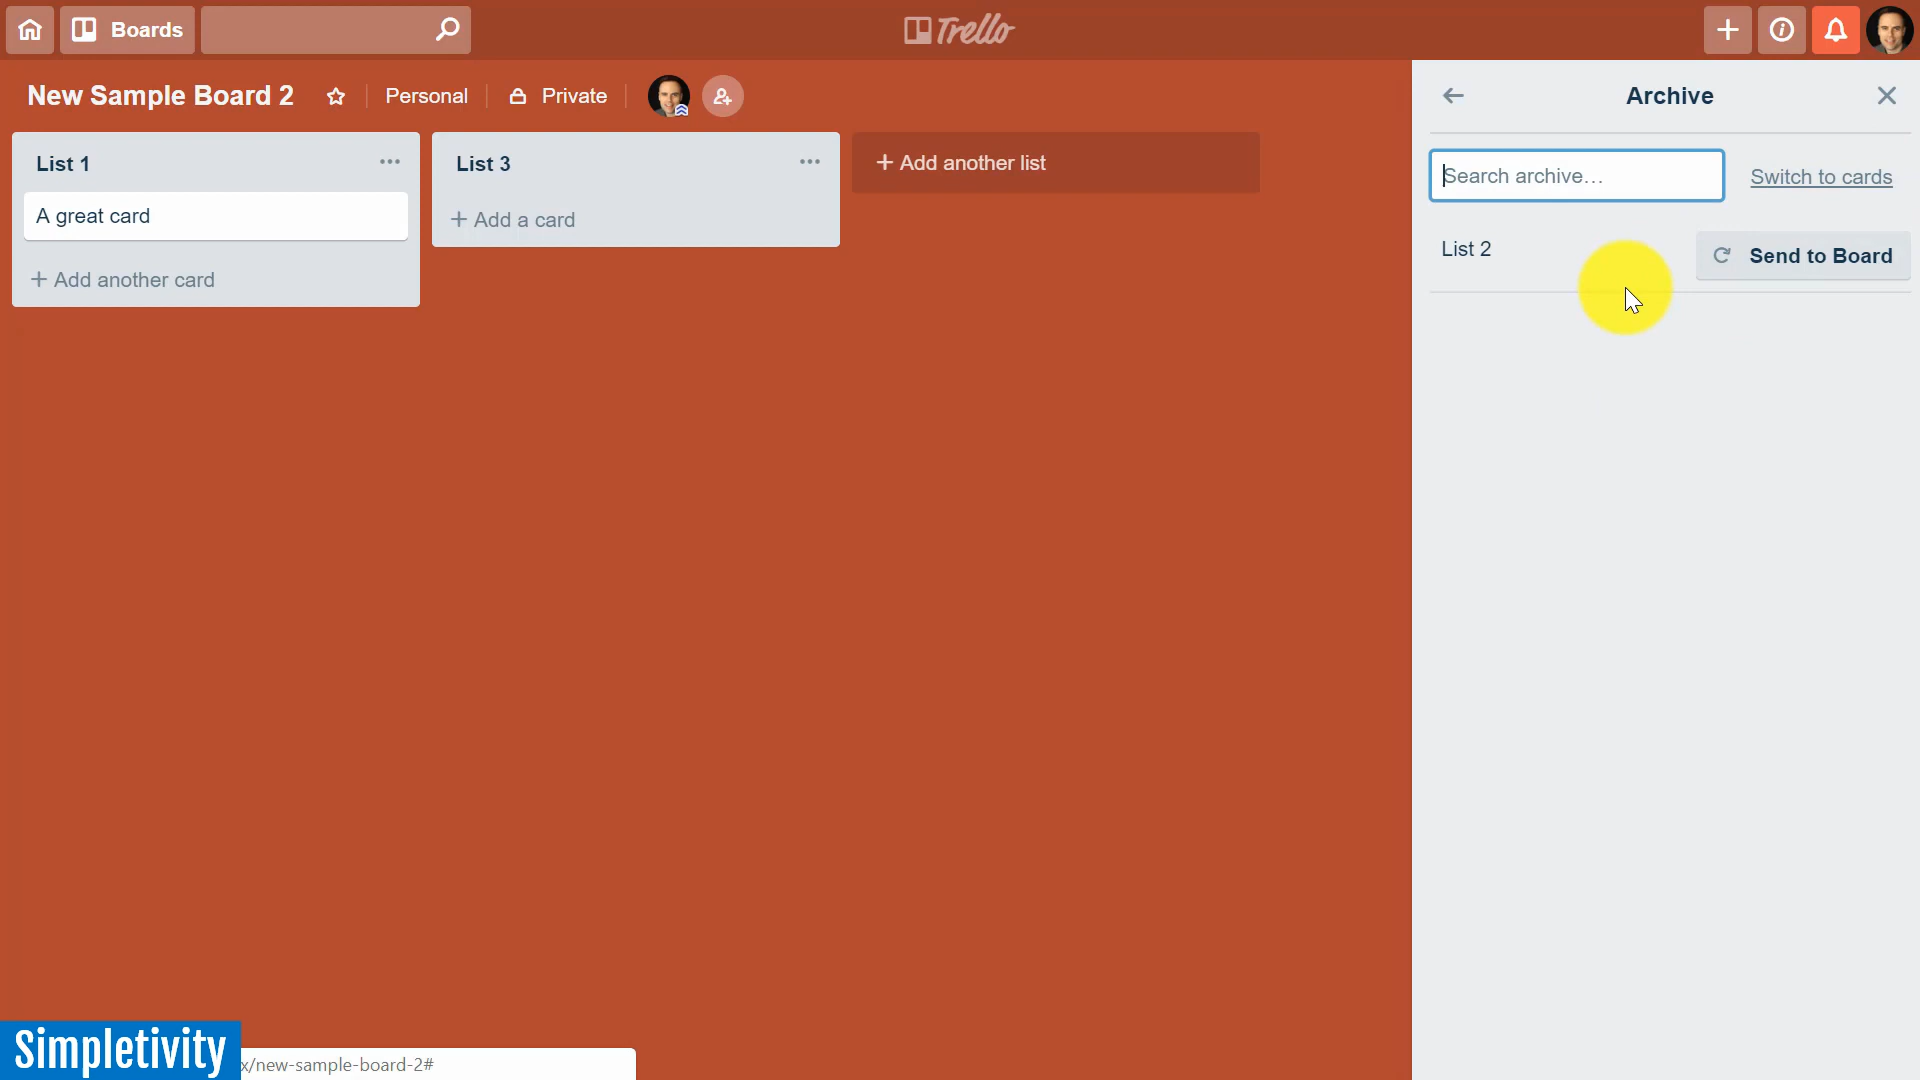 Boards
Trello
New Sample Board 2
Personal
Private
Archive
List 1
List 3
+ Add another list
Search archive…
Switch to cards
A great card
+ Add a card
List 2
Send to Board
+ Add another card
Simpletivity
x/new-sample-board-2#